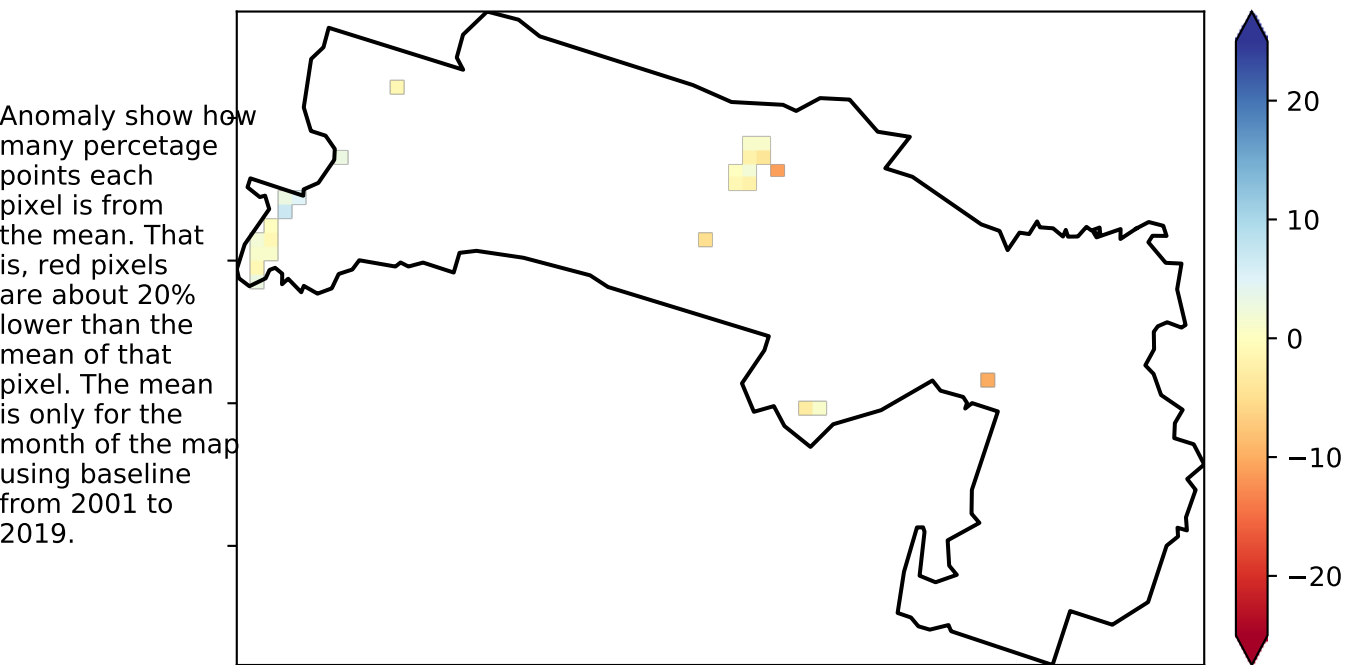 Anomaly show how
many percetage
points each
pixel is from
the mean. That
is, red pixels
are about 20%
lower than the
mean of that
pixel. The mean
is only for the
month of the map
using baseline
from 2001 to
2019.
20
10
0
−10
−20